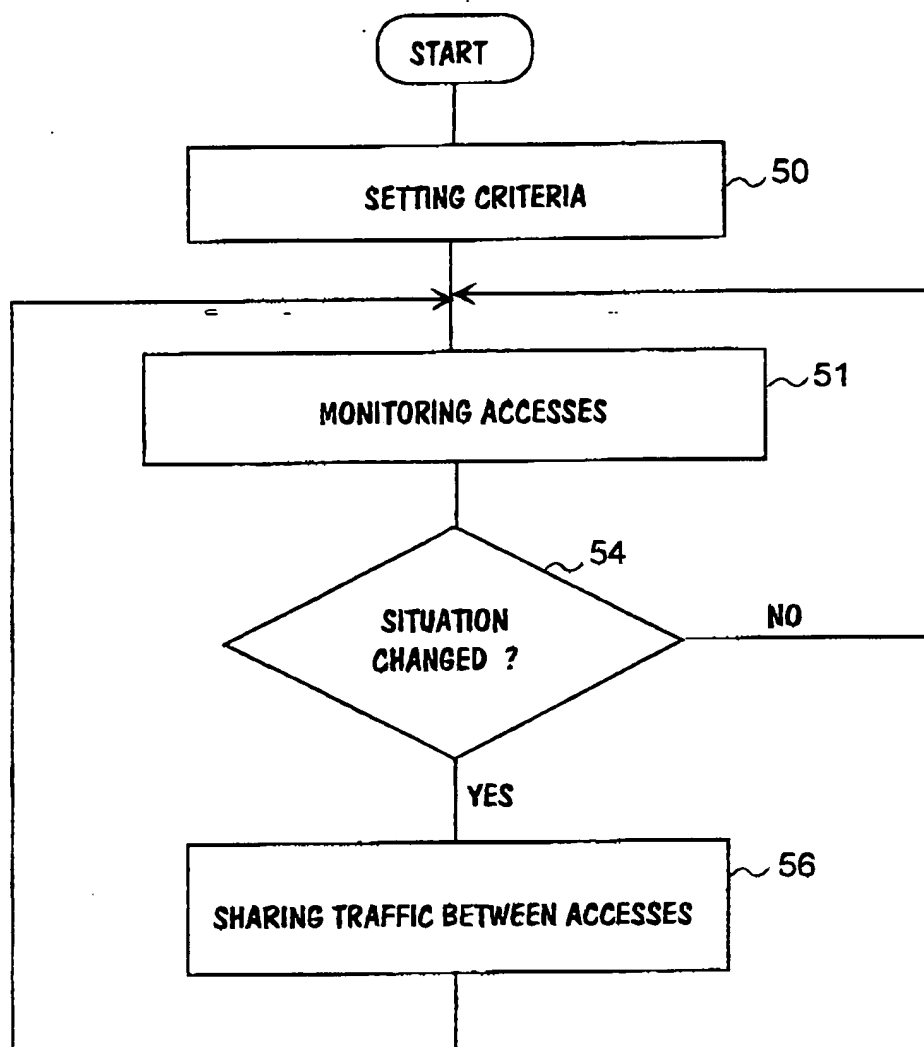 START
SETTING CRITERIA
50
MONITORING ACCESSES
51
54
SITUATION
CHANGED ?
NO
YES
56
SHARING TRAFFIC BETWEEN ACCESSES